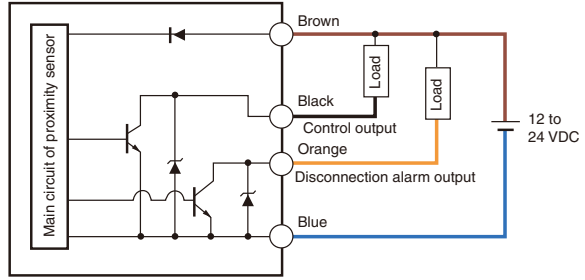 Main circuit of proximity sensor
Brown
Load
Load
Black
Control output
12 to
24 VDC
Orange
Disconnection alarm output
Blue